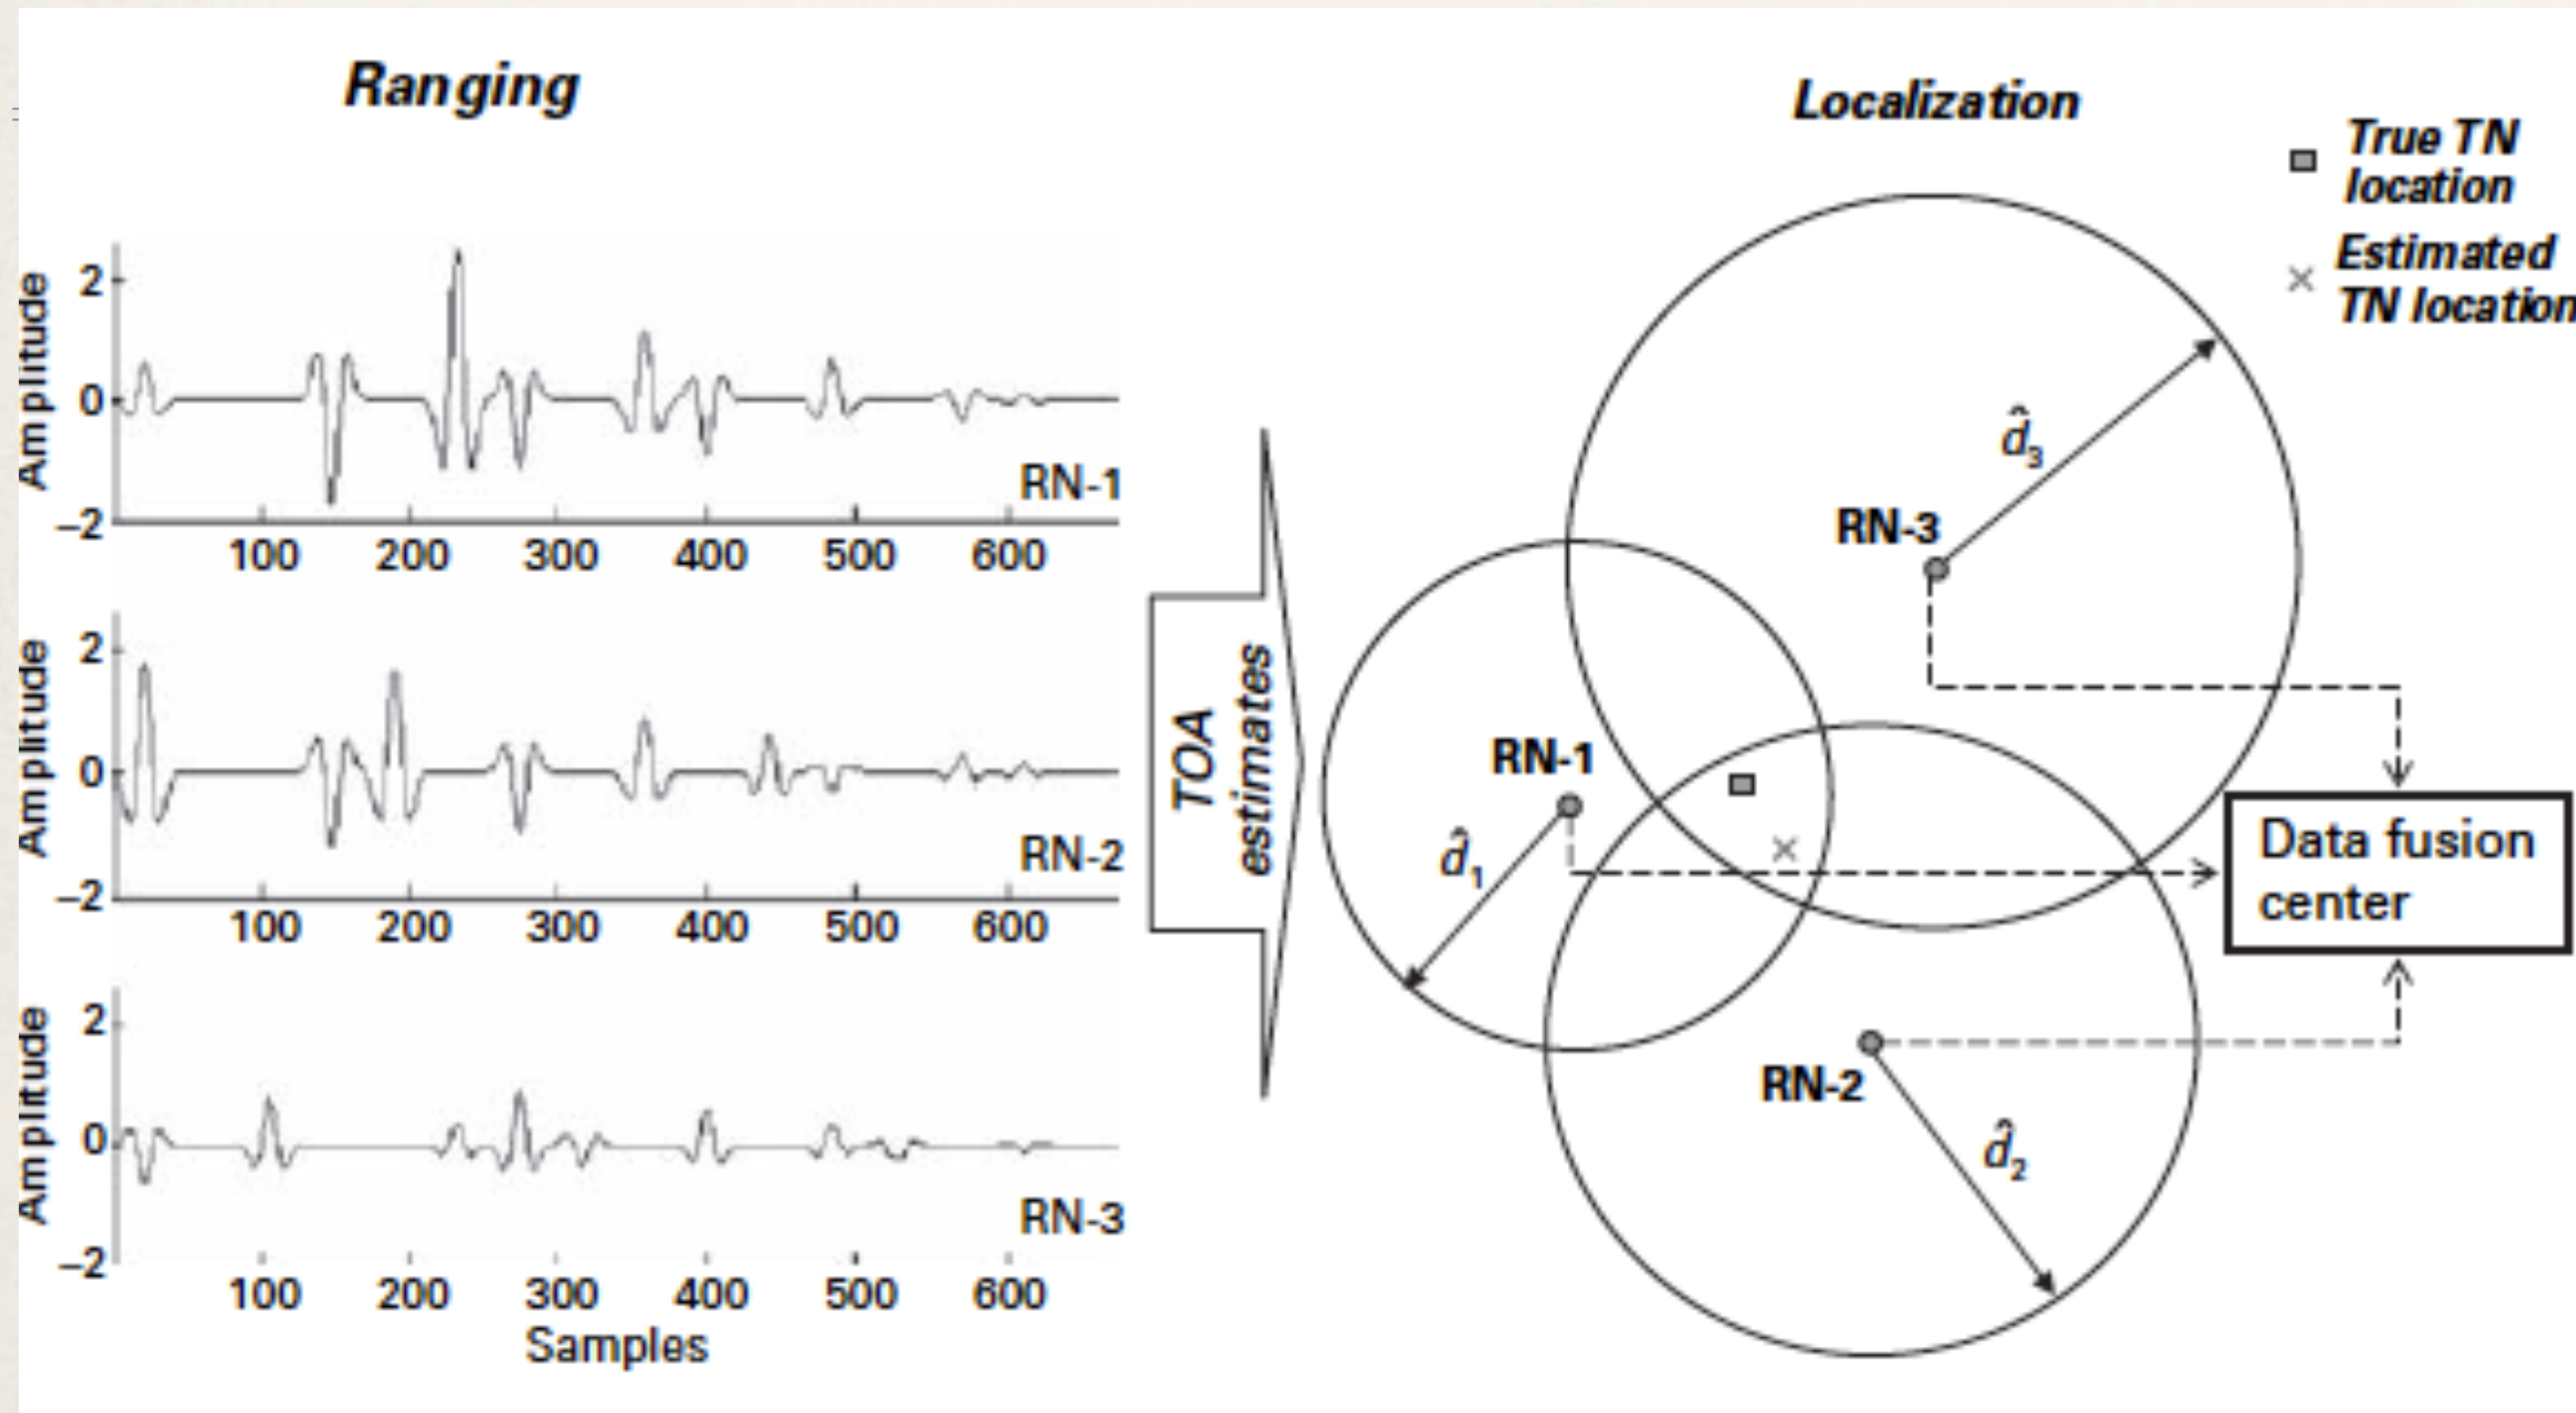 Ranging
Amplitude
2
0
–2
RN-1
100 200 300 400 500 600
Amplitude
2
0
–2
RN-2
100 200 300 400 500 600
Amplitude
2
0
–2
RN-3
100 200 300 400 500 600
Samples
TOA
estimates
Localization
True TN
location
Estimated
TN location
d̂3
RN-3
RN-1
d̂1
RN-2
d̂2
Data fusion
center